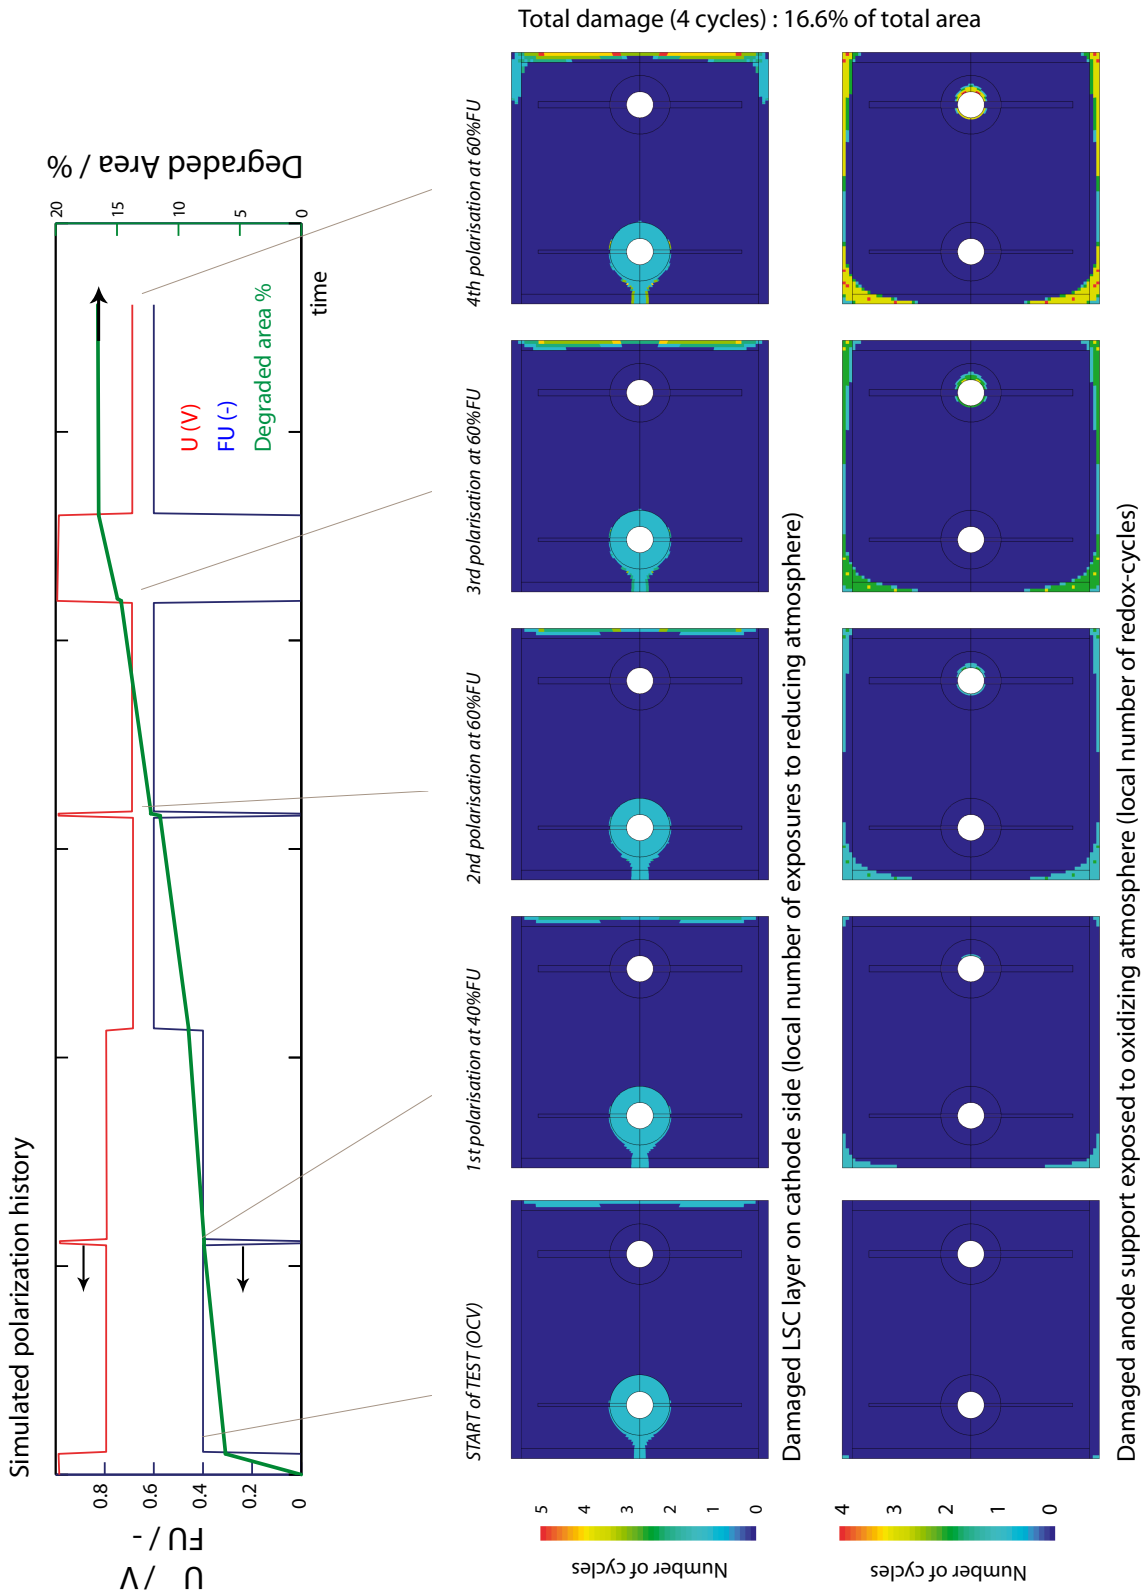 Simulated polarization history
U / V
FU / -
0.8
0.6
0.4
0.2
0
Degraded Area / %
20
15
10
5
0
time
U (V)
FU (-)
Degraded area %
START of TEST (OCV)
1st polarisation at 40%FU
2nd polarisation at 60%FU
3rd polarisation at 60%FU
4th polarisation at 60%FU
Total damage (4 cycles) : 16.6% of total area
Number of cycles
5
4
3
2
1
0
Damaged LSC layer on cathode side (local number of exposures to reducing atmosphere)
Number of cycles
4
3
2
1
0
Damaged anode support exposed to oxidizing atmosphere (local number of redox-cycles)